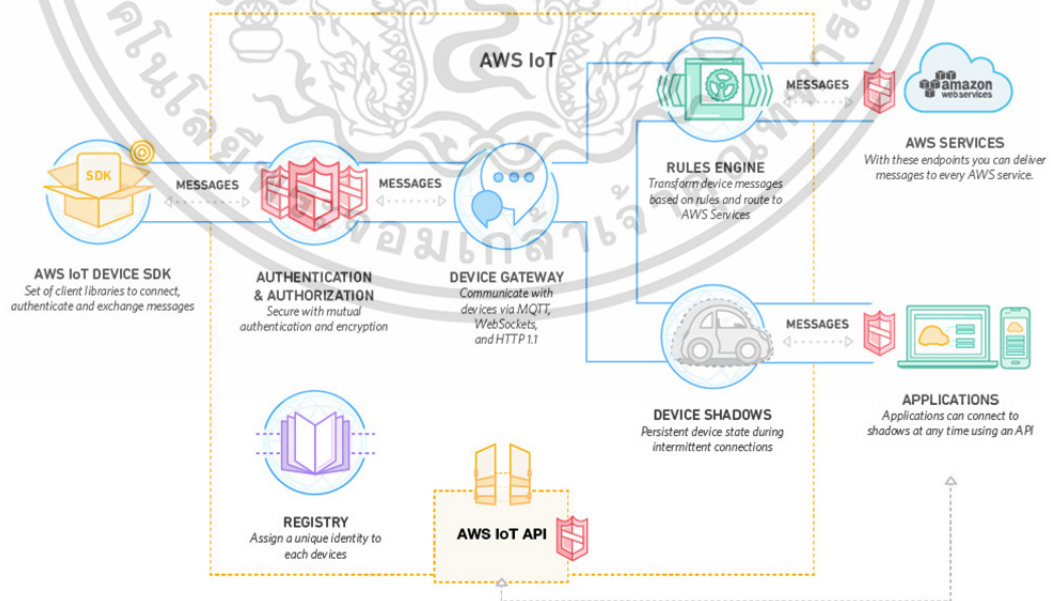 AWS IoT
SDK
MESSAGES
MESSAGES
MESSAGES
amazon
web services
AWS SERVICES
With these endpoints you can deliver
messages to every AWS service.
RULES ENGINE
Transform device messages
based on rules and route to
AWS Services
AWS IoT DEVICE SDK
Set of client libraries to connect,
authenticate and exchange messages
AUTHENTICATION
& AUTHORIZATION
Secure with mutual
authentication and encryption
DEVICE GATEWAY
Communicate with
devices via MQTT,
WebSockets,
and HTTP 1.1
MESSAGES
DEVICE SHADOWS
Persistent device state during
intermittent connections
APPLICATIONS
Applications can connect to
shadows at any time using an API
REGISTRY
Assign a unique identity to
each devices
AWS IoT API